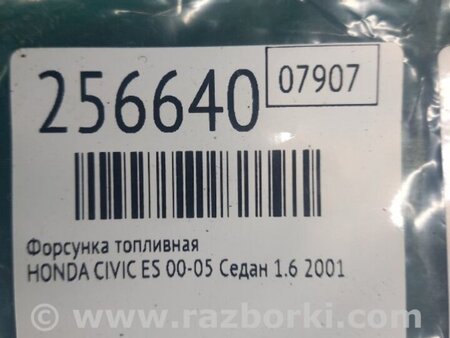 256640 07907
Форсунка топливная
HONDA CIVIC ES 00-05 Седан 1.6 2001
www.razborki.com